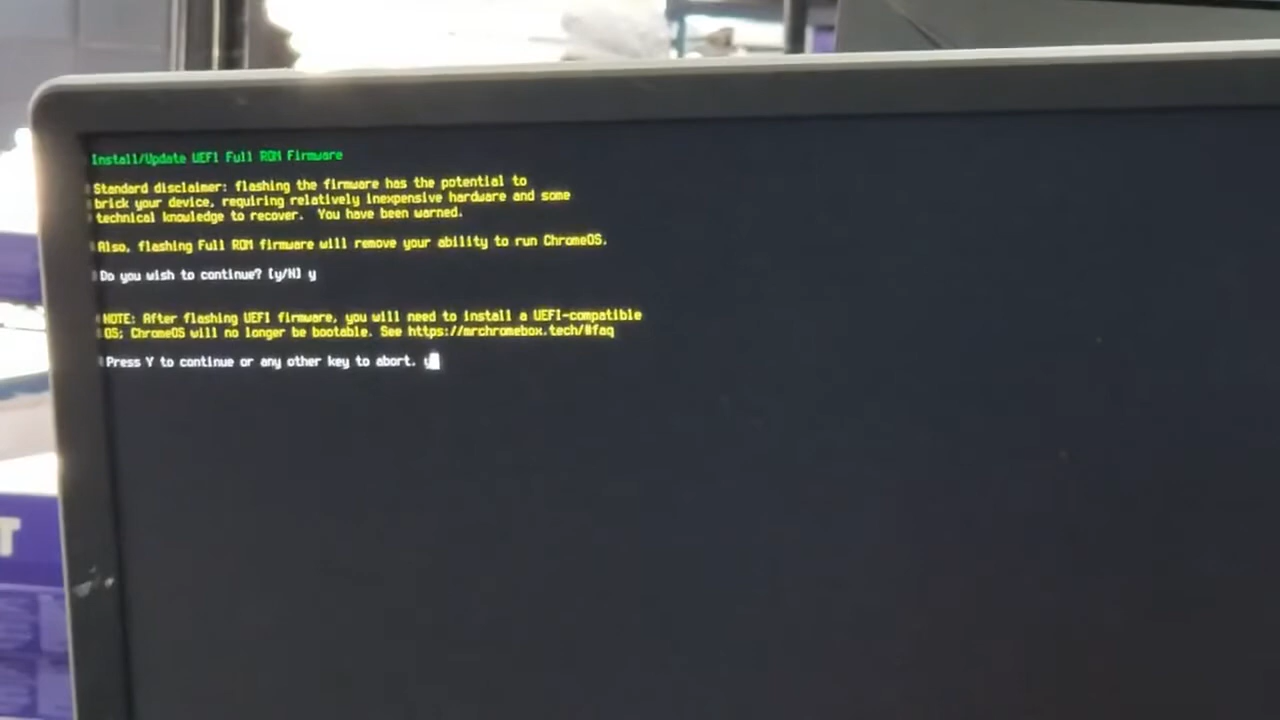 Install/Update UEFI Full ROM Firmware
Standard disclaimer: flashing the firmware has the potential to
brick your device, requiring relatively inexpensive hardware and some
technical knowledge to recover. You have been warned.
Also, flashing Full ROM firmware will remove your ability to run ChromeOS.
Do you wish to continue? [y/N] y
NOTE: After flashing UEFI firmware, you will need to install a UEFI-compatible
OS; ChromeOS will no longer be bootable. See https://mrchromebox.tech/#faq
Press Y to continue or any other key to abort. y
T